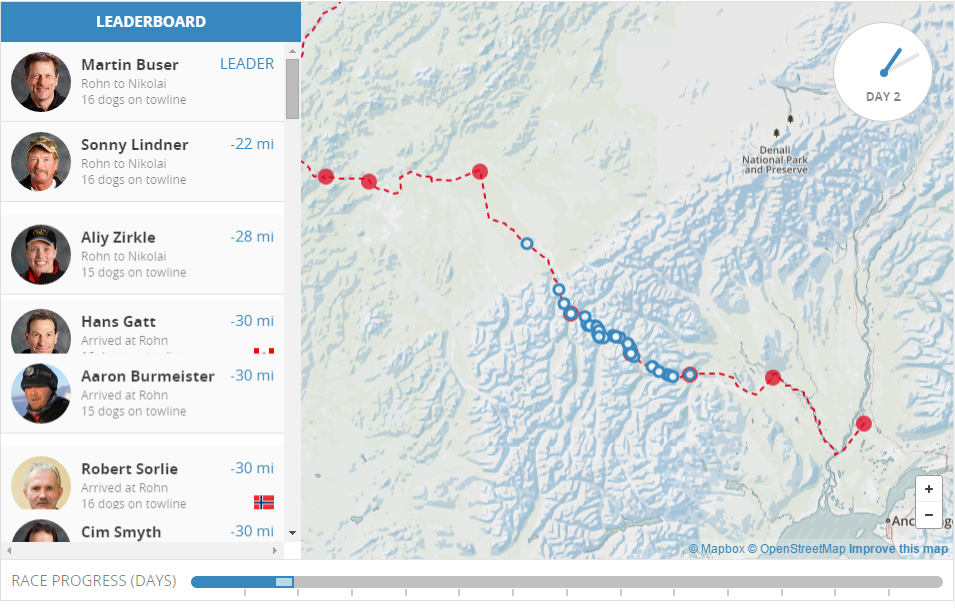 LEADERBOARD
Martin Buser
LEADER
Rohn to Nikolai
16 dogs on towline
Sonny Lindner
-22 mi
Rohn to Nikolai
16 dogs on towline
Aliy Zirkle
-28 mi
Rohn to Nikolai
15 dogs on towline
Hans Gatt
-30 mi
Arrived at Rohn
Aaron Burmeister
-30 mi
Arrived at Rohn
15 dogs on towline
Robert Sorlie
-30 mi
Arrived at Rohn
16 dogs on towline
Cim Smyth
-30 mi
DAY 2
Denali
National Park
and Preserve
+
−
© Mapbox © OpenStreetMap Improve this map
RACE PROGRESS (DAYS)